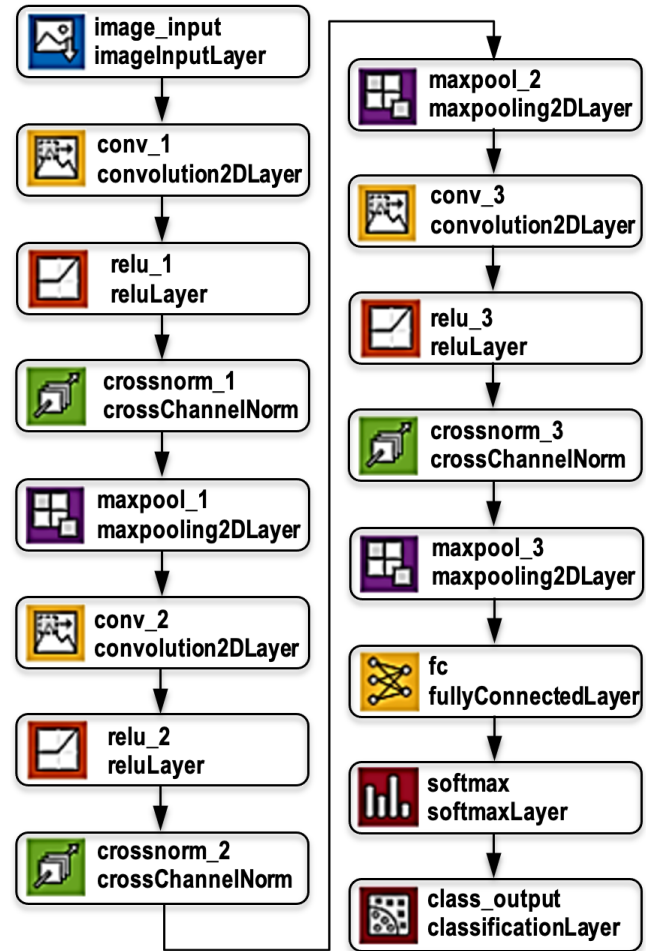 image_input
imageInputLayer
conv_1
convolution2DLayer
relu_1
reluLayer
crossnorm_1
crossChannelNorm
maxpool_1
maxpooling2DLayer
conv_2
convolution2DLayer
relu_2
reluLayer
crossnorm_2
crossChannelNorm
maxpool_2
maxpooling2DLayer
conv_3
convolution2DLayer
relu_3
reluLayer
crossnorm_3
crossChannelNorm
maxpool_3
maxpooling2DLayer
fc
fullyConnectedLayer
softmax
softmaxLayer
class_output
classificationLayer